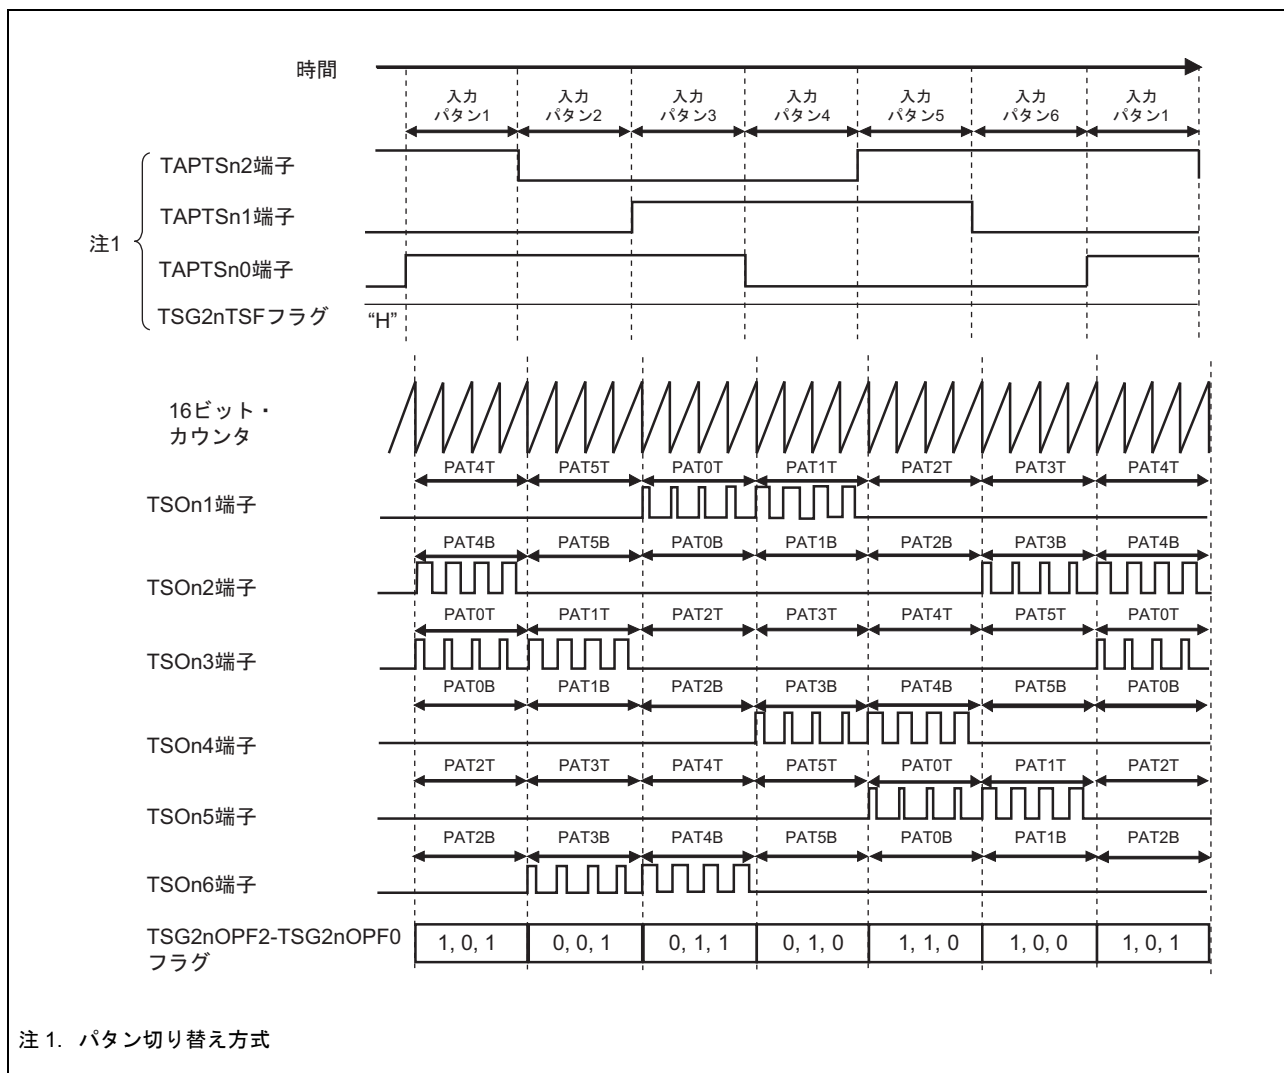 時間
入力 入力 入力 入力 入力 入力 入力
パタン1 パタン2 パタン3 パタン4 パタン5 パタン6 パタン1
TAPTSn2端子
TAPTSn1端子
注1
TAPTSn0端子
TSG2nTSFフラグ “H”
16ビット・
カウンタ
PAT4T PAT5T PAT0T PAT1T PAT2T PAT3T PAT4T
TSOn1端子
PAT4B PAT5B PAT0B PAT1B PAT2B PAT3B PAT4B
TSOn2端子
PAT0T PAT1T PAT2T PAT3T PAT4T PAT5T PAT0T
TSOn3端子
PAT0B PAT1B PAT2B PAT3B PAT4B PAT5B PAT0B
TSOn4端子
PAT2T PAT3T PAT4T PAT5T PAT0T PAT1T PAT2T
TSOn5端子
PAT2B PAT3B PAT4B PAT5B PAT0B PAT1B PAT2B
TSOn6端子
TSG2nOPF2-TSG2nOPF0
フラグ
1, 0, 1 0, 0, 1 0, 1, 1 0, 1, 0 1, 1, 0 1, 0, 0 1, 0, 1
注 1. パタン切り替え方式